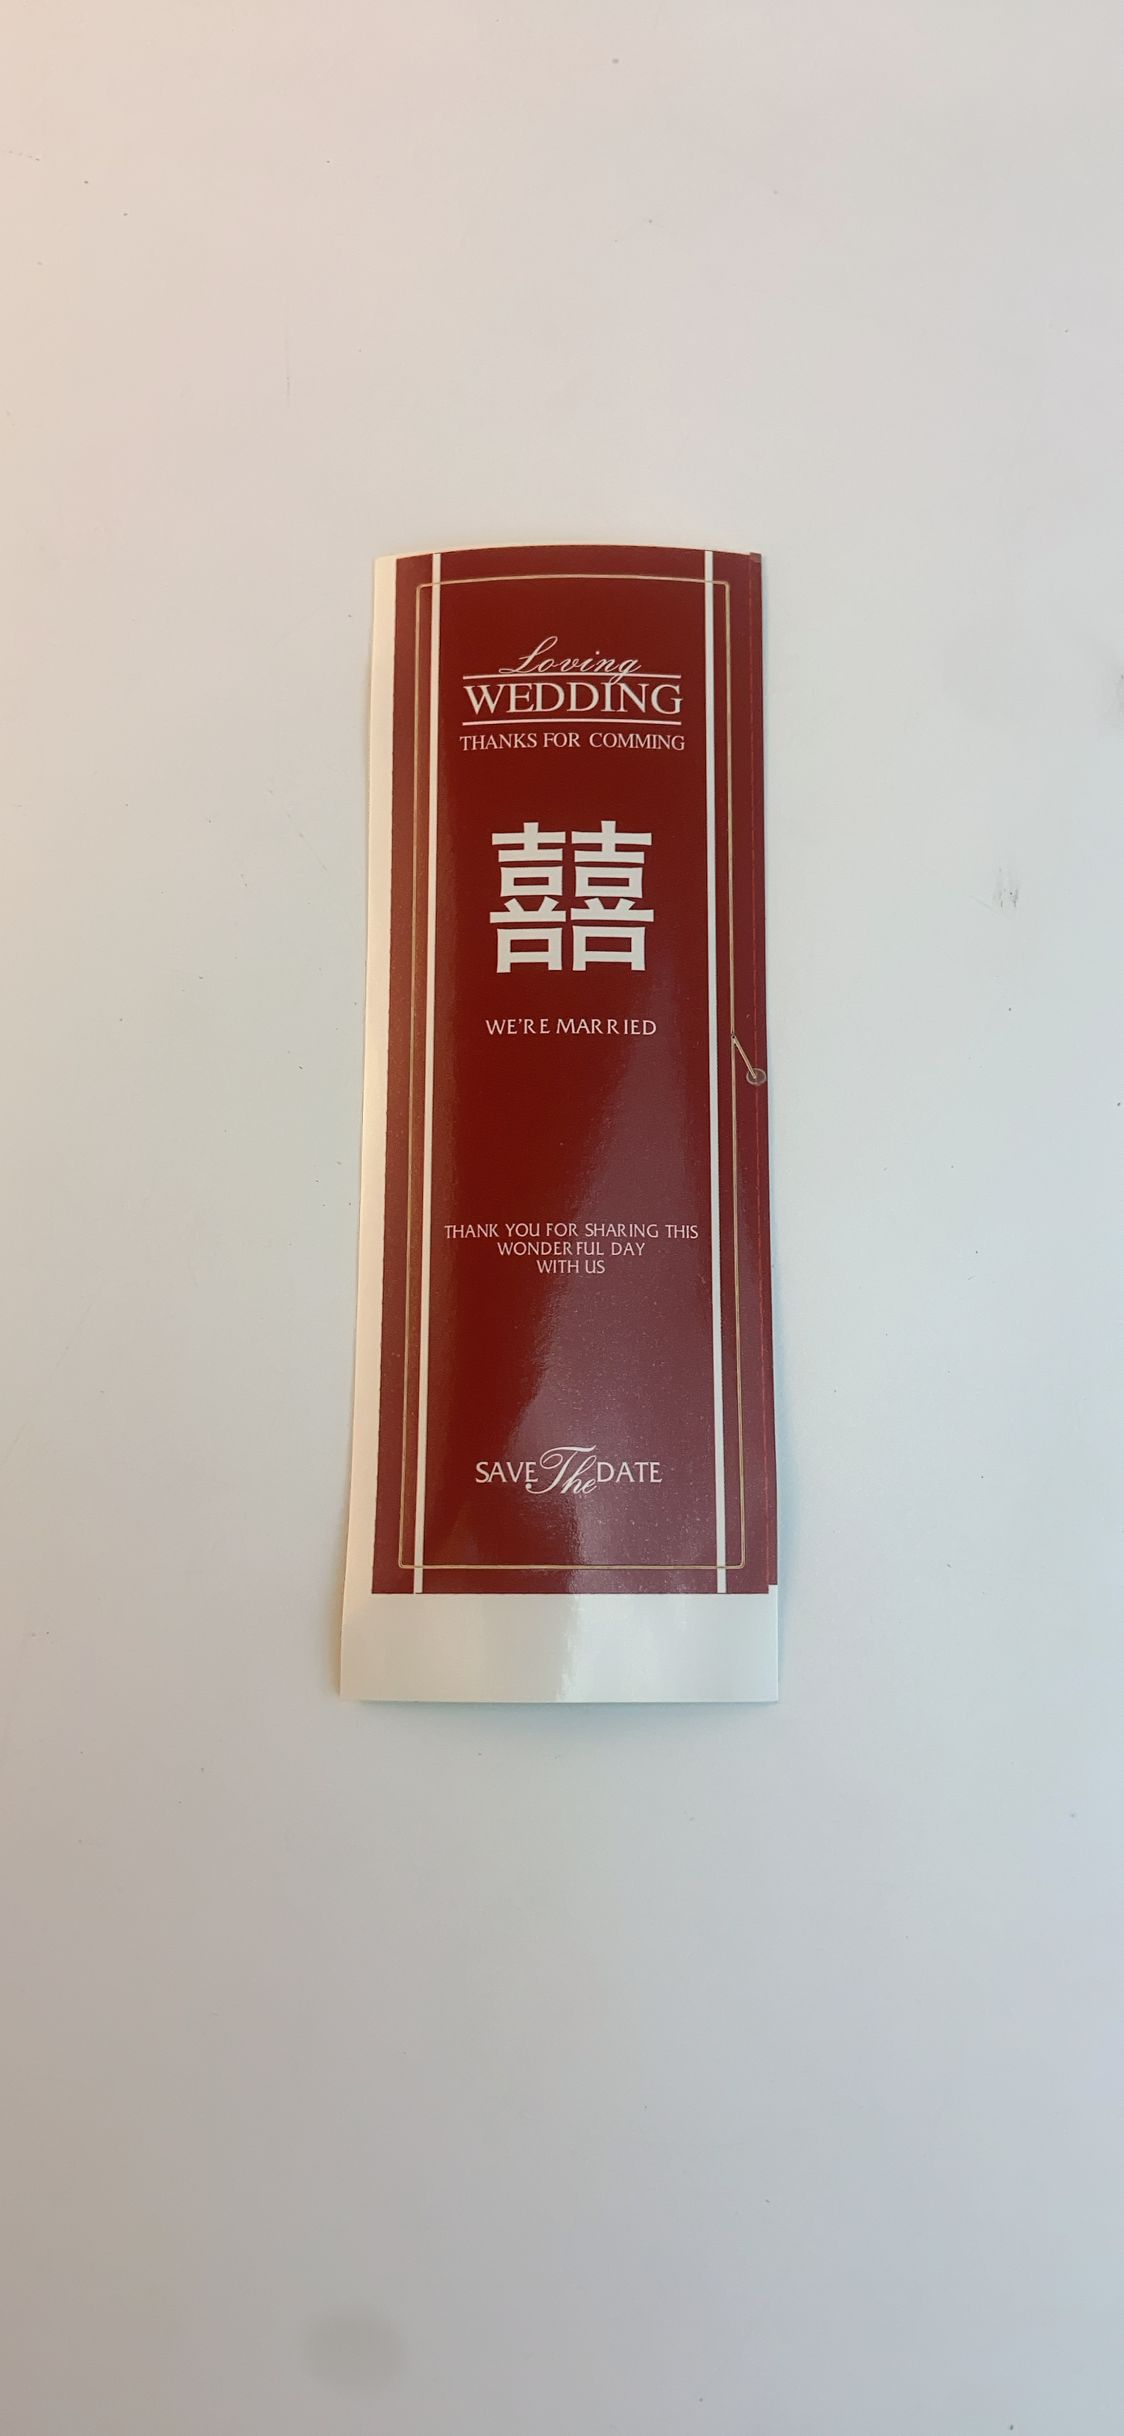 Loving
WEDDING
THANKS FOR COMMING
囍
WE'RE MARRIED
THANK YOU FOR SHARING THIS
WONDERFUL DAY
WITH US
SAVE The DATE